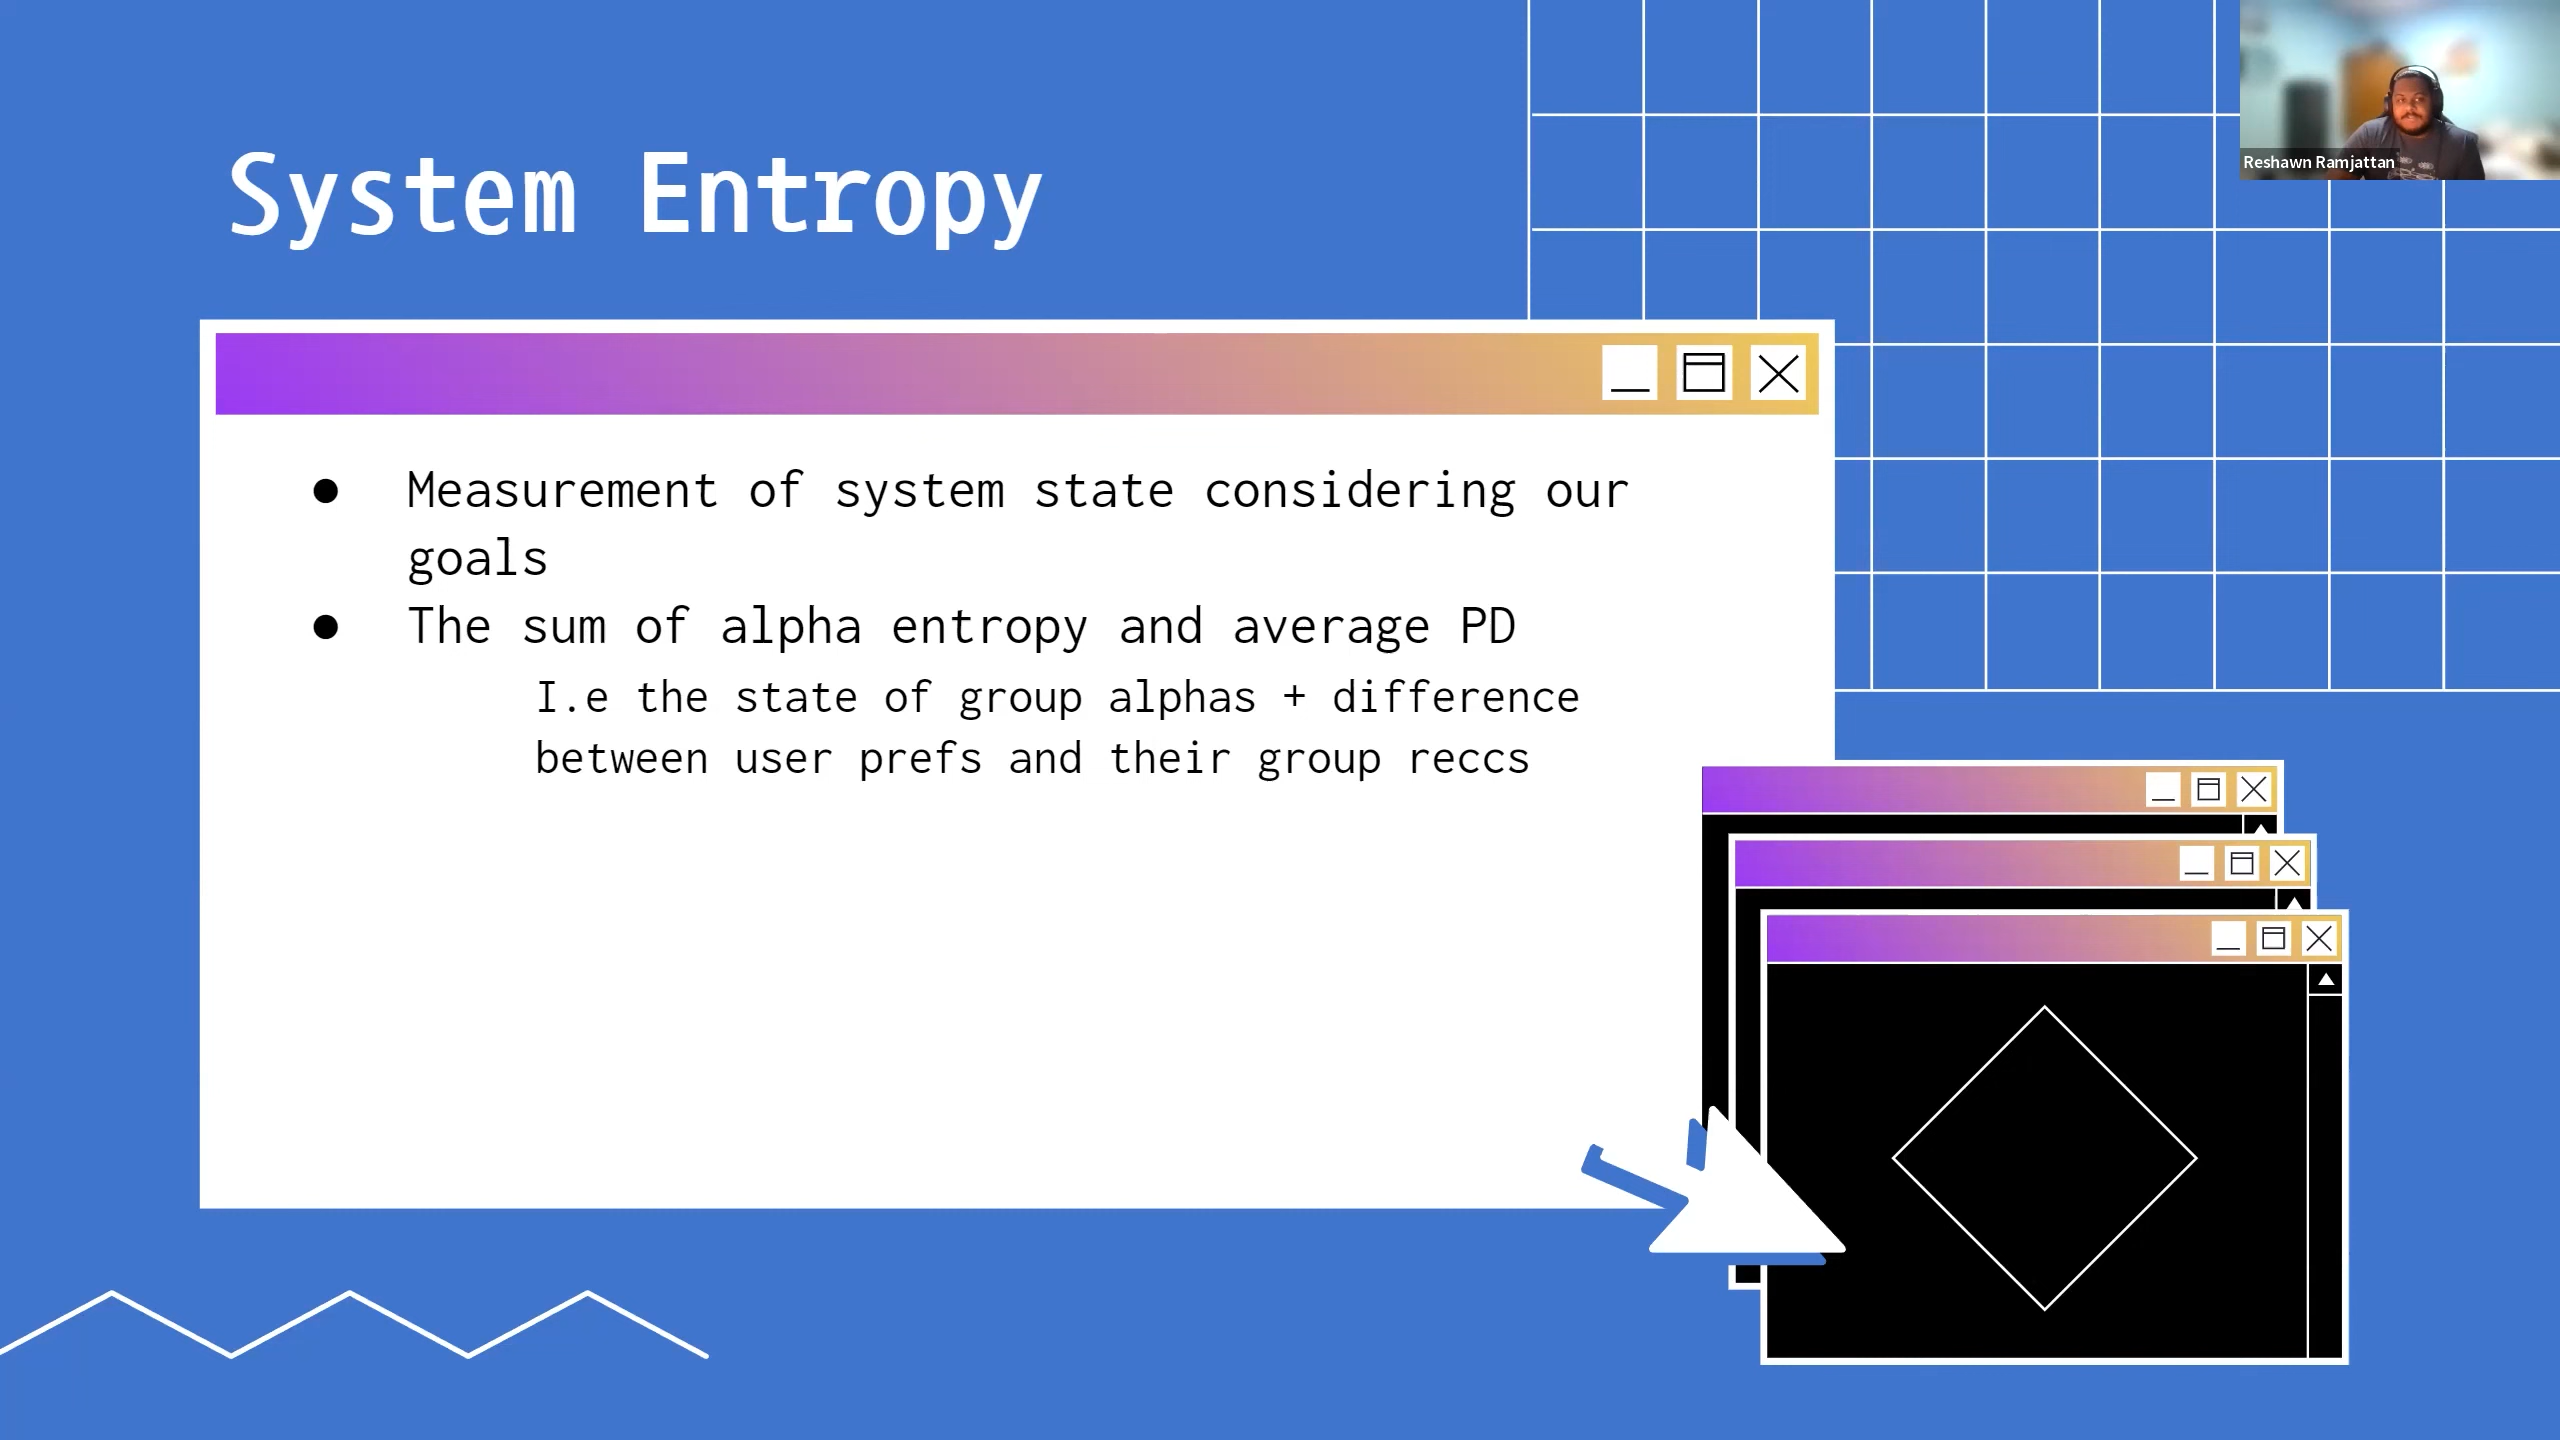 System Entropy
Reshawn Ramjattan
● Measurement of system state considering our
goals
● The sum of alpha entropy and average PD
I.e the state of group alphas + difference
between user prefs and their group reccs